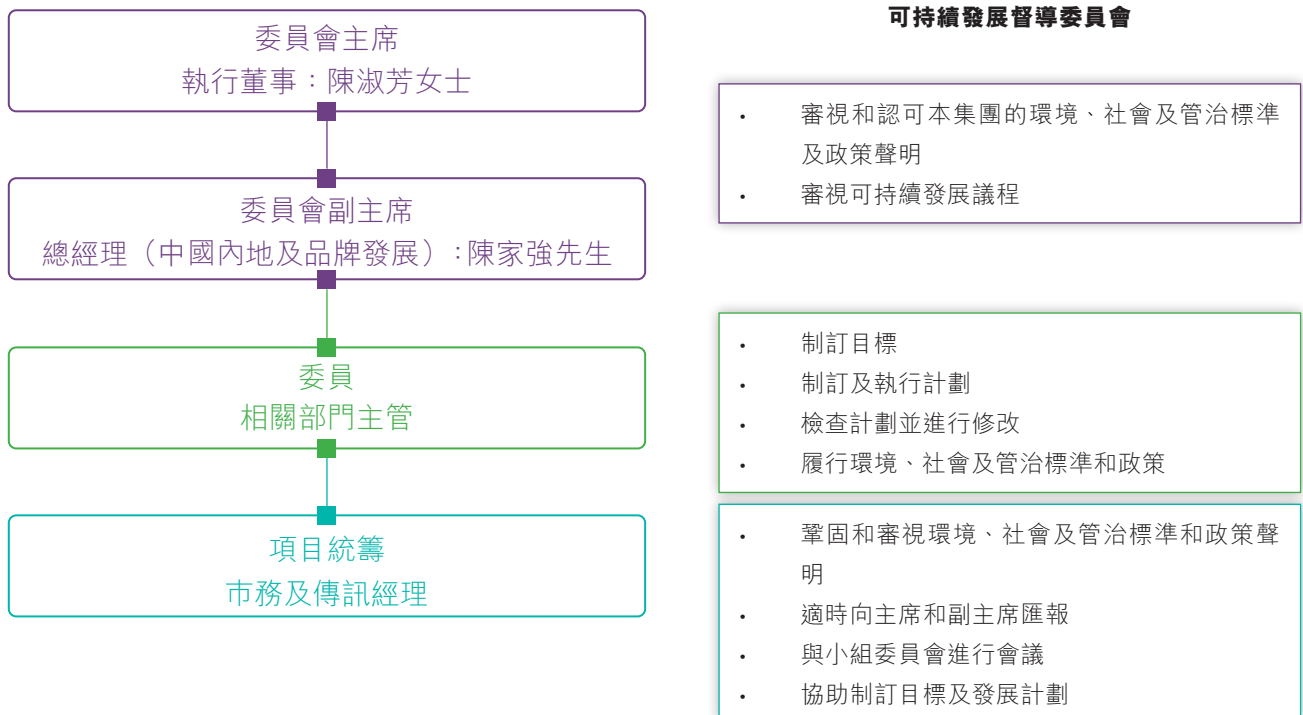 可持續發展督導委員會
委員會主席
執行董事：陳淑芳女士
• 審視和認可本集團的環境、社會及管治標準
及政策聲明
• 審視可持續發展議程
委員會副主席
總經理（中國內地及品牌發展）：陳家強先生
委員
相關部門主管
• 制訂目標
• 制訂及執行計劃
• 檢查計劃並進行修改
• 履行環境、社會及管治標準和政策
項目統籌
市務及傳訊經理
• 鞏固和審視環境、社會及管治標準和政策聲
明
• 適時向主席和副主席匯報
• 與小組委員會進行會議
• 協助制訂目標及發展計劃